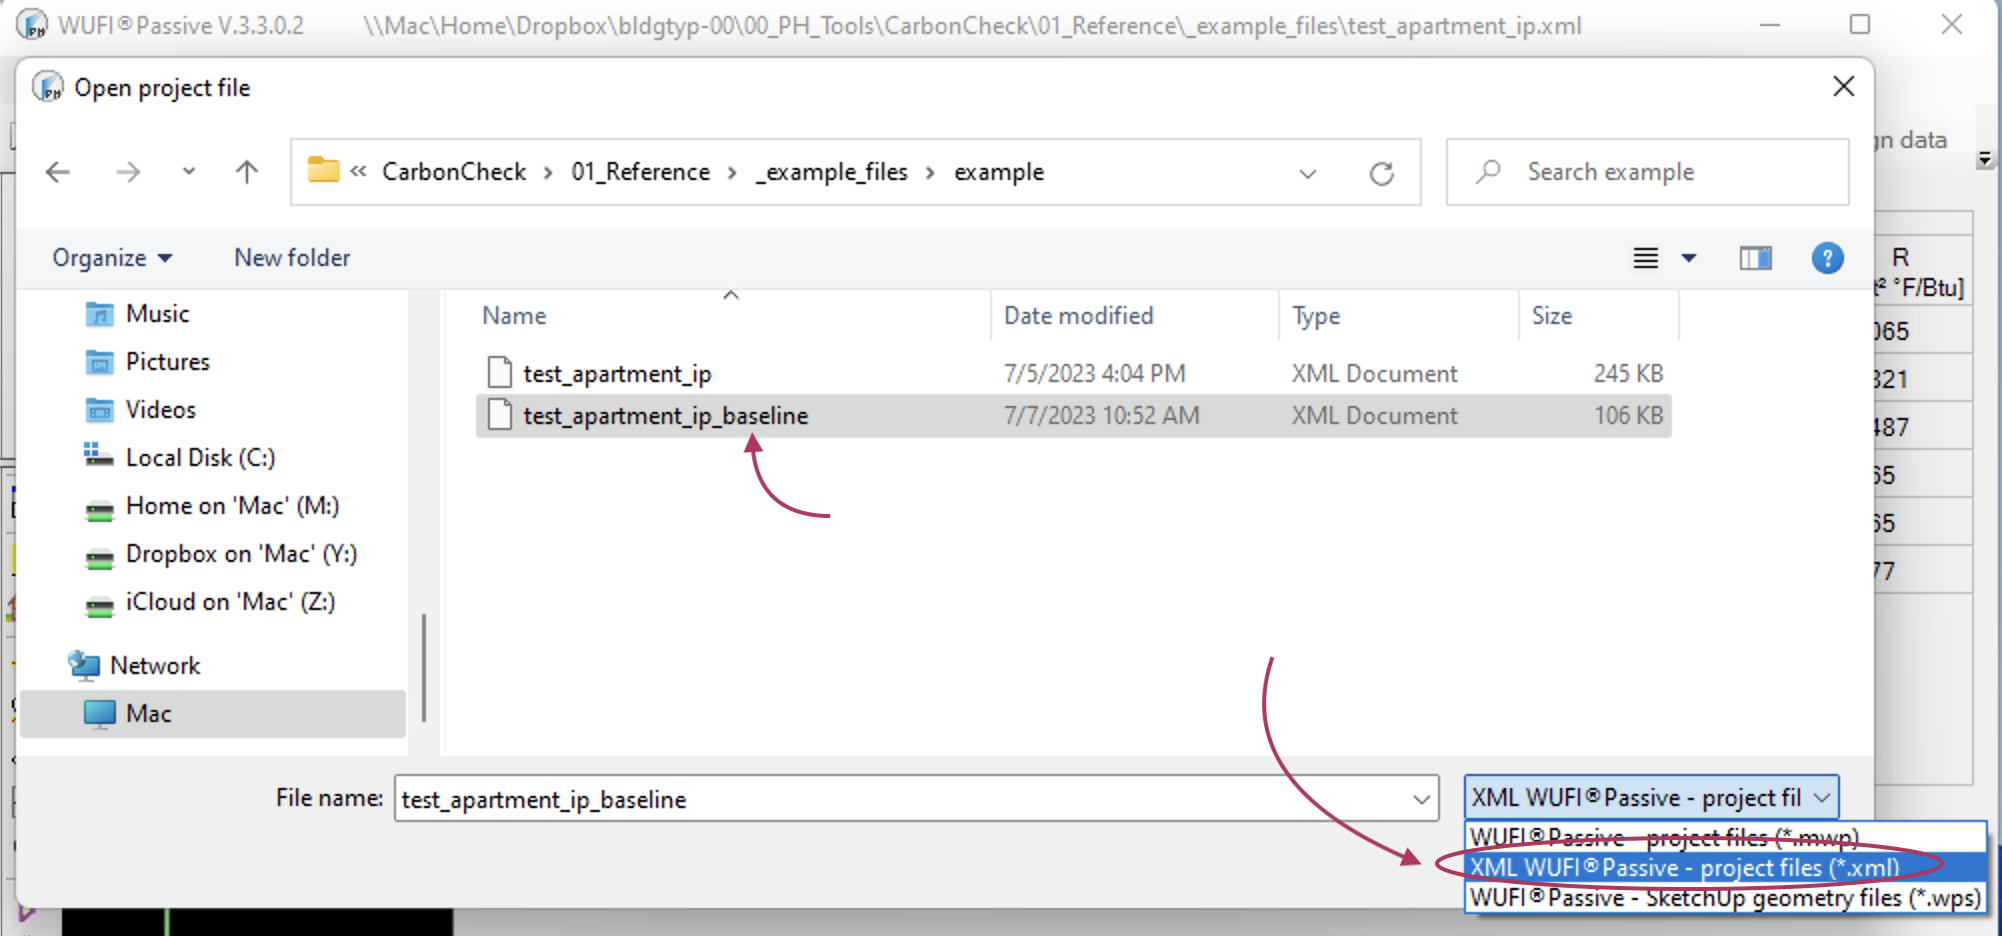 WUFI®Passive V.3.3.0.2 \\Mac\Home\Dropbox\bldgtyp-00\00_PH_Tools\CarbonCheck\01_Reference\_example_files\test_apartment_ip.xml
Open project file
« CarbonCheck › 01_Reference › _example_files › example
Search example
gn data
Organize New folder
?
R
ft² °F/Btu]
Name Date modified Type Size
test_apartment_ip 7/5/2023 4:04 PM XML Document 245 KB
test_apartment_ip_baseline 7/7/2023 10:52 AM XML Document 106 KB
Music
Pictures
Videos
Local Disk (C:)
Home on 'Mac' (M:)
Dropbox on 'Mac' (Y:)
iCloud on 'Mac' (Z:)
Network
Mac
065
321
487
65
65
77
File name: test_apartment_ip_baseline
XML WUFI®Passive - project fil
WUFI®Passive - project files (*.mwp)
XML WUFI®Passive - project files (*.xml)
WUFI®Passive - SketchUp geometry files (*.wps)